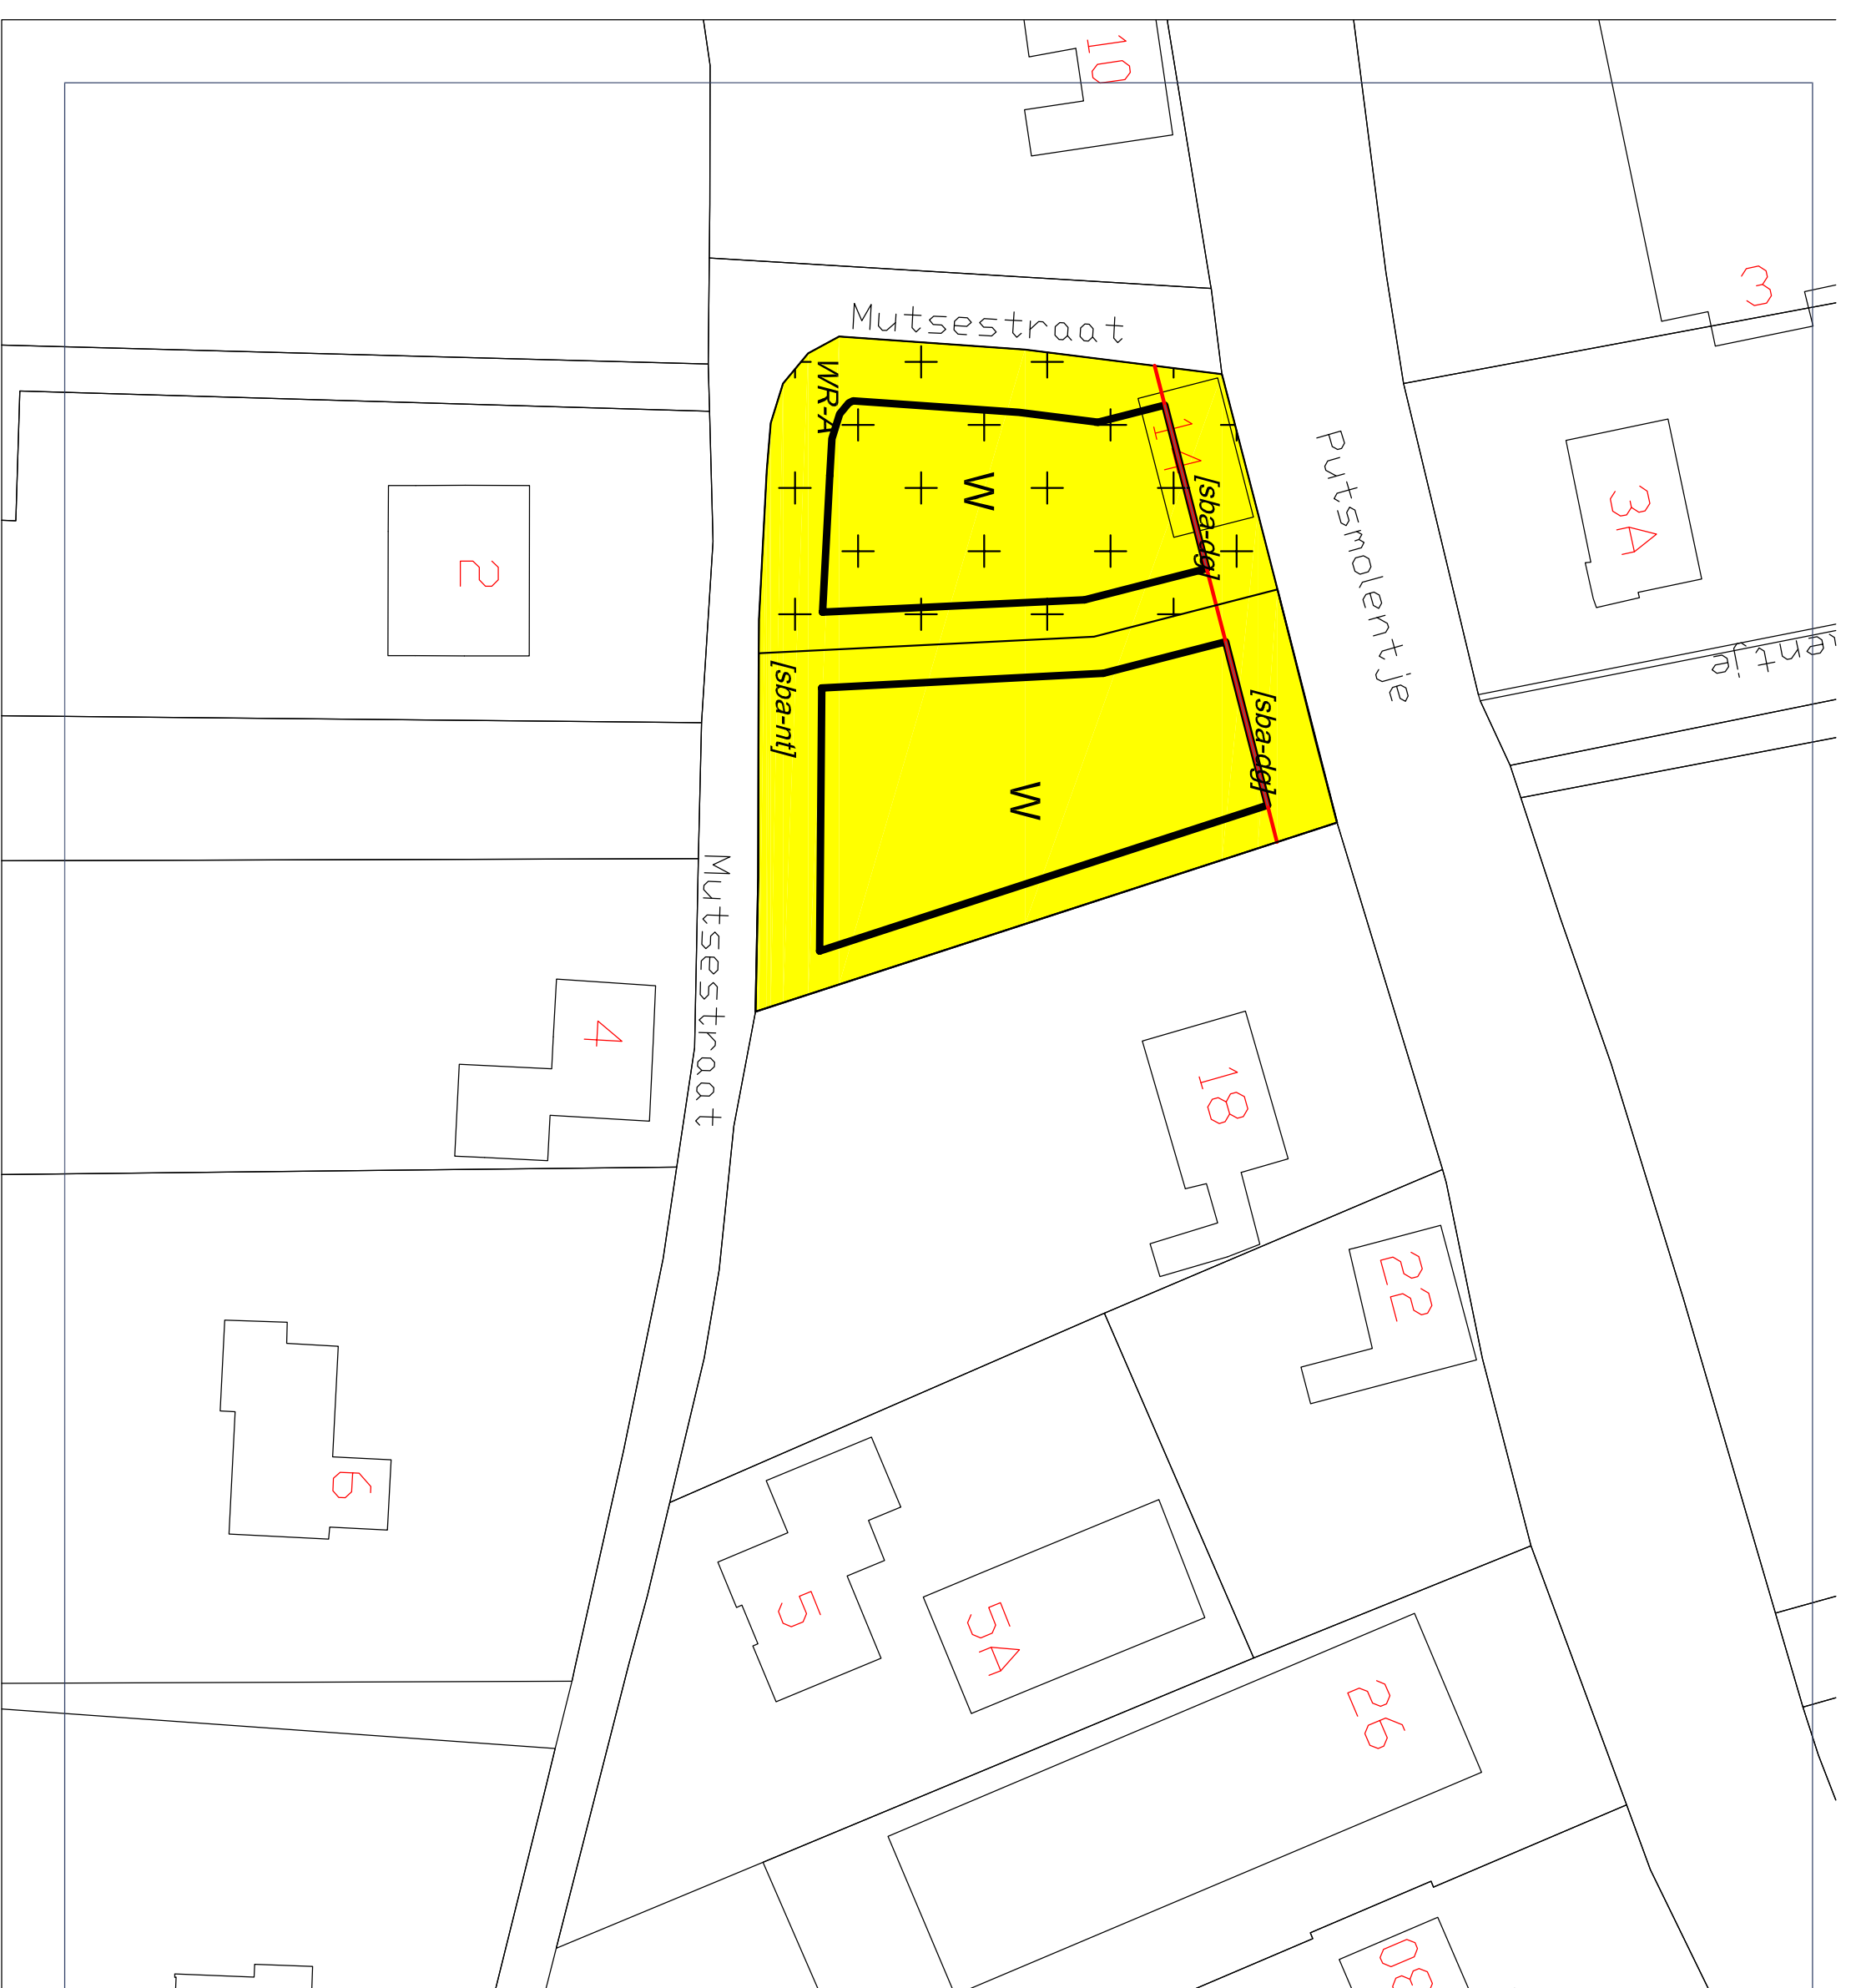 10
3
Mutsestraat
WR-A
14
W
[sba-dg]
Putsmolentje
3A
2
entje
[sba-nt]
[sba-dg]
W
Mutsestraat
4
18
22
6
5
5A
26